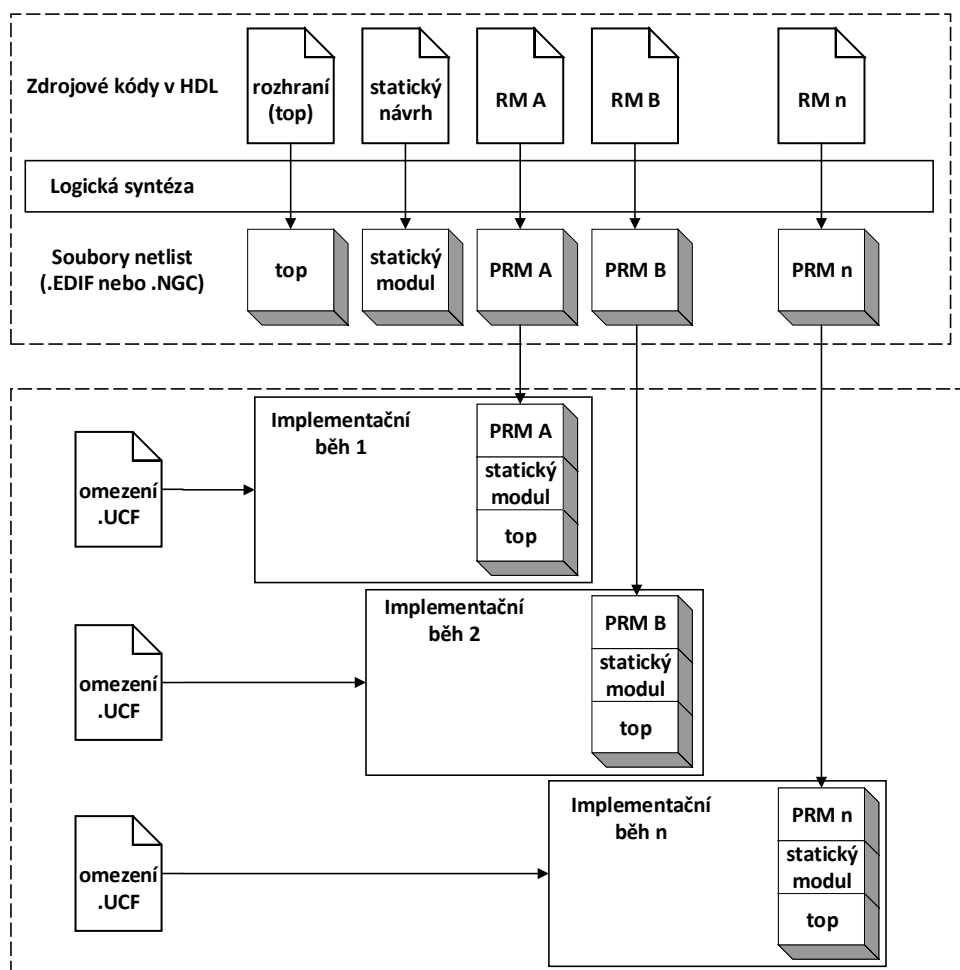 Zdrojové kódy v HDL
rozhraní
(top)
statický
návrh
RM A
RM B
RM n
Logická syntéza
Soubory netlist
(.EDIF nebo .NGC)
top
statický
modul
PRM A
PRM B
PRM n
Implementační
běh 1
PRM A
statický
modul
top
omezení
.UCF
Implementační
běh 2
PRM B
statický
modul
top
omezení
.UCF
Implementační
běh n
PRM n
statický
modul
top
omezení
.UCF